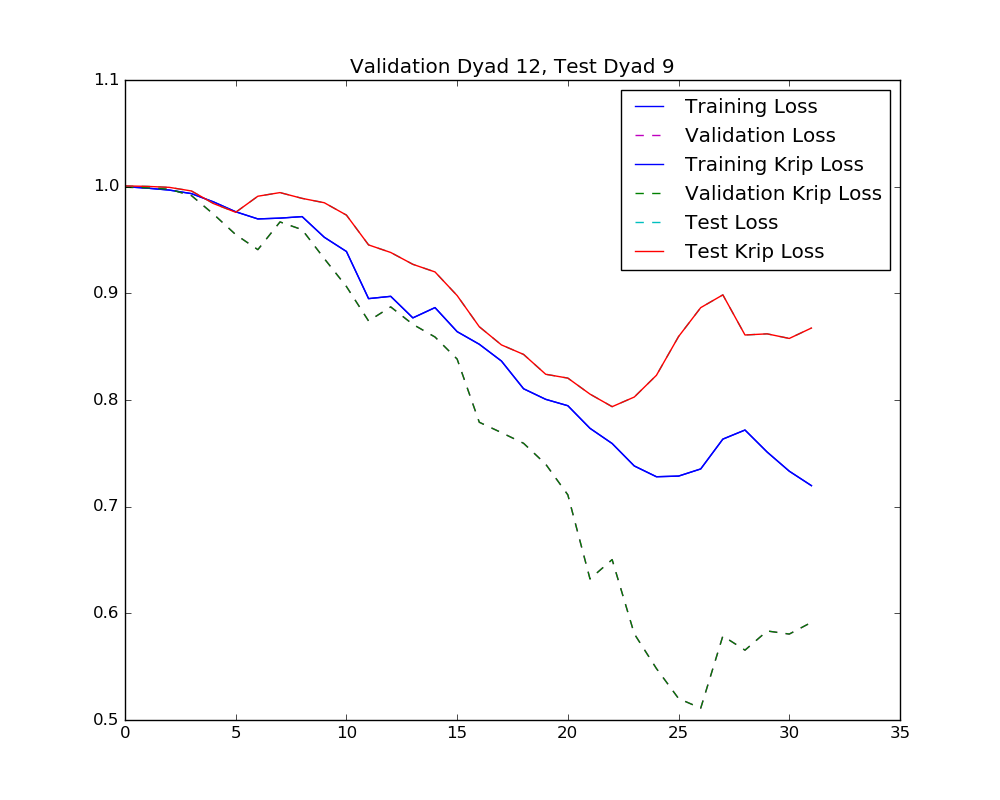 Validation Dyad 12, Test Dyad 9
1.1
1.0
0.9
0.8
0.7
0.6
0.5
Training Loss
Validation Loss
Training Krip Loss
Validation Krip Loss
Test Loss
Test Krip Loss
0 5 10 15 20 25 30 35